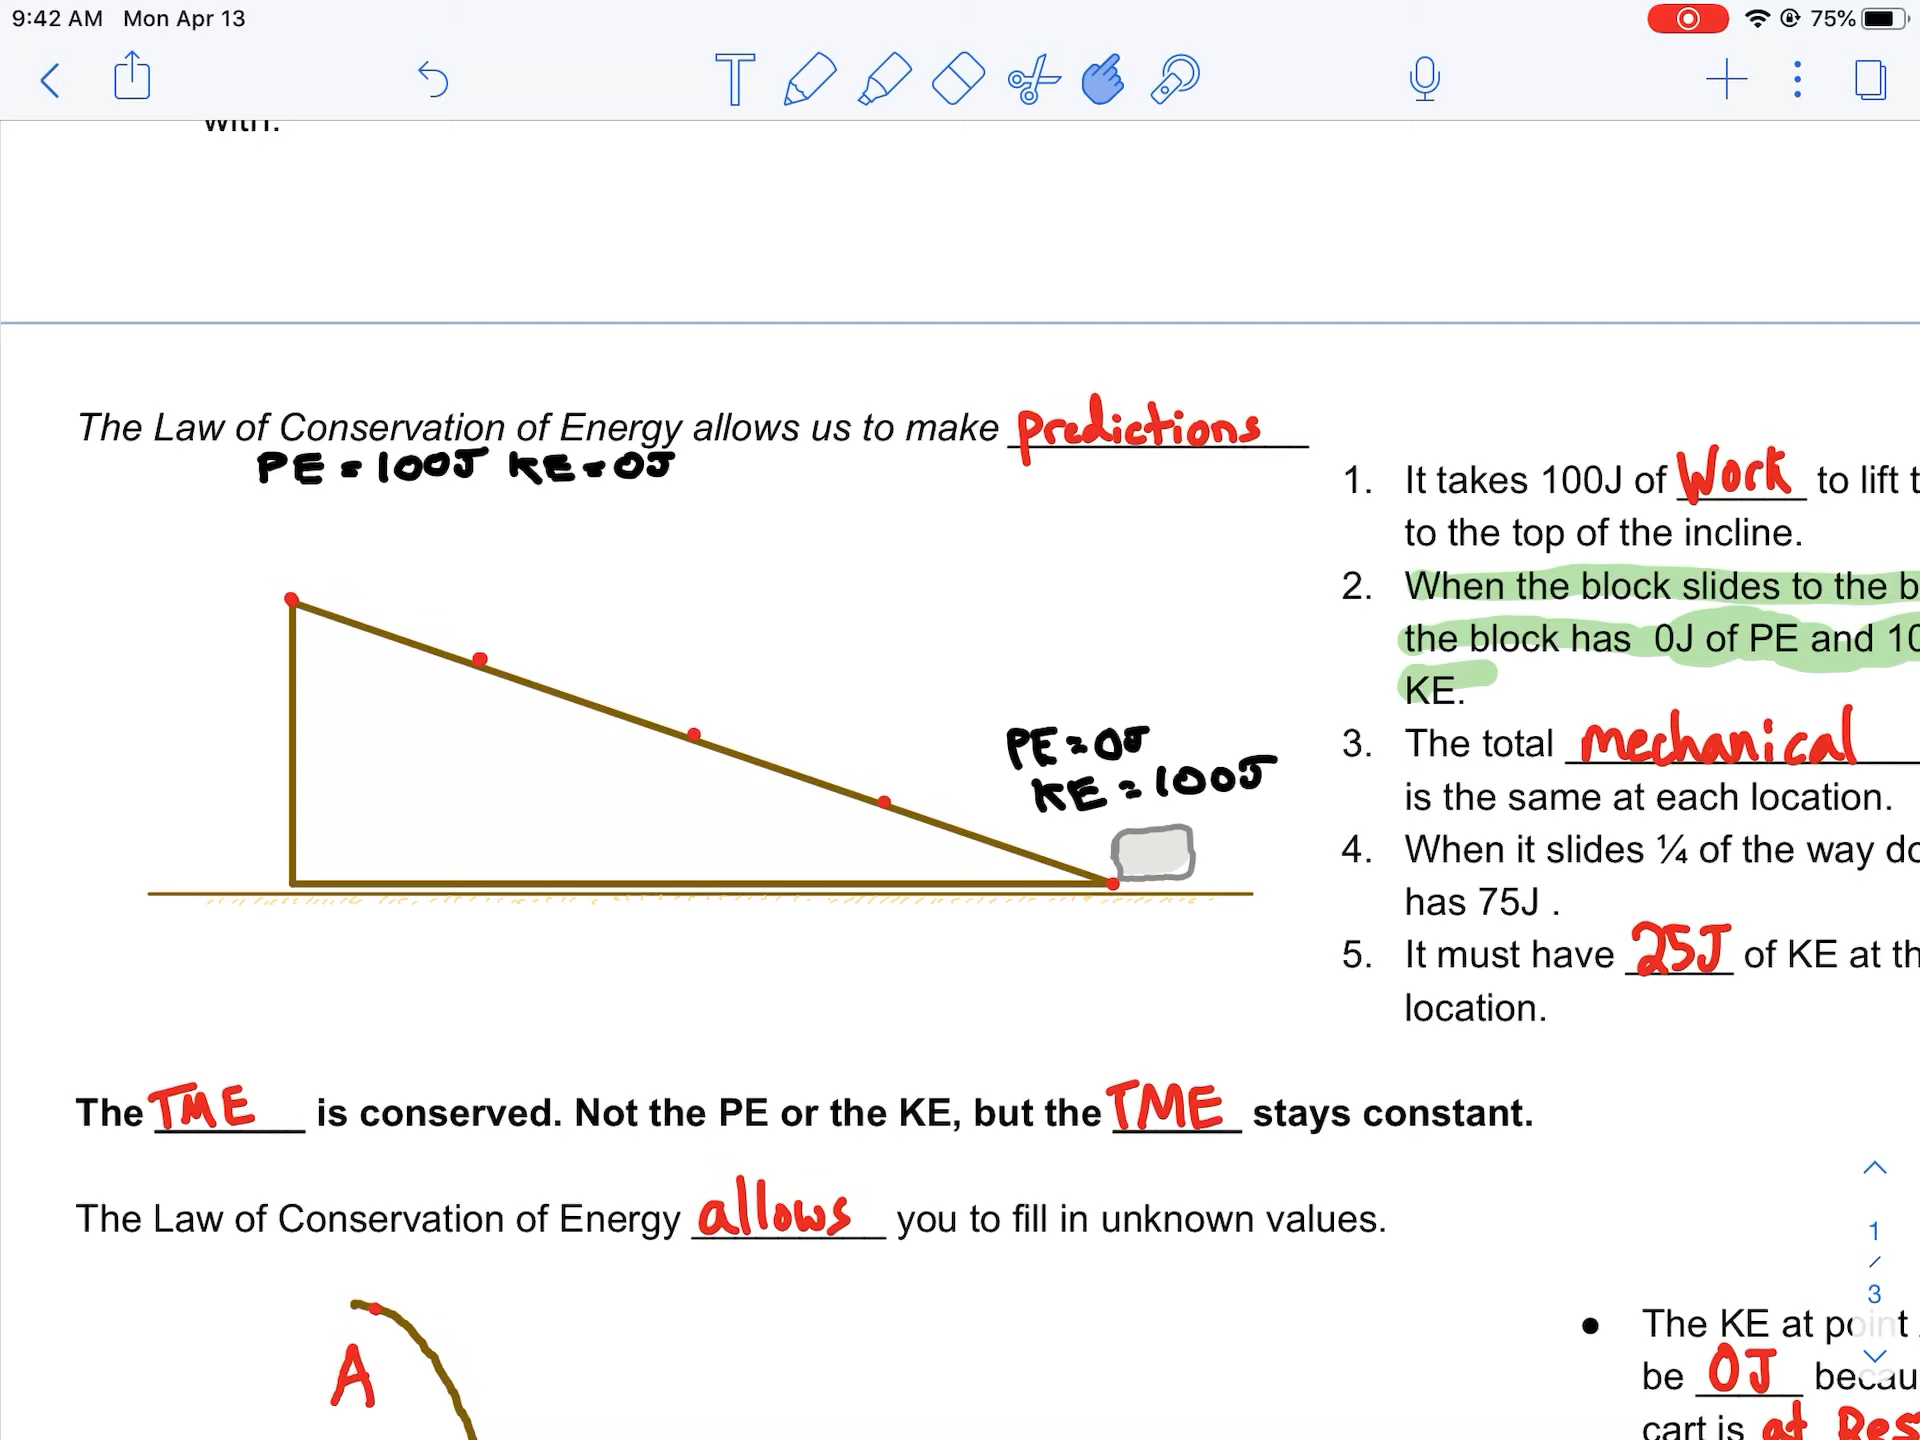 9:42 AM Mon Apr 13
75%
with:
The Law of Conservation of Energy allows us to make predictions
PE = 100J KE = 0J
1. It takes 100J of Work to lift t
to the top of the incline.
2. When the block slides to the b
the block has 0J of PE and 10
KE.
PE = 0J
KE = 100J
3. The total mechanical
is the same at each location.
4. When it slides ¼ of the way do
has 75J .
5. It must have 25J of KE at th
location.
The TME is conserved. Not the PE or the KE, but the TME stays constant.
The Law of Conservation of Energy allows you to fill in unknown values.
A
1
/
3
● The KE at point
be 0J becau
cart is at Res